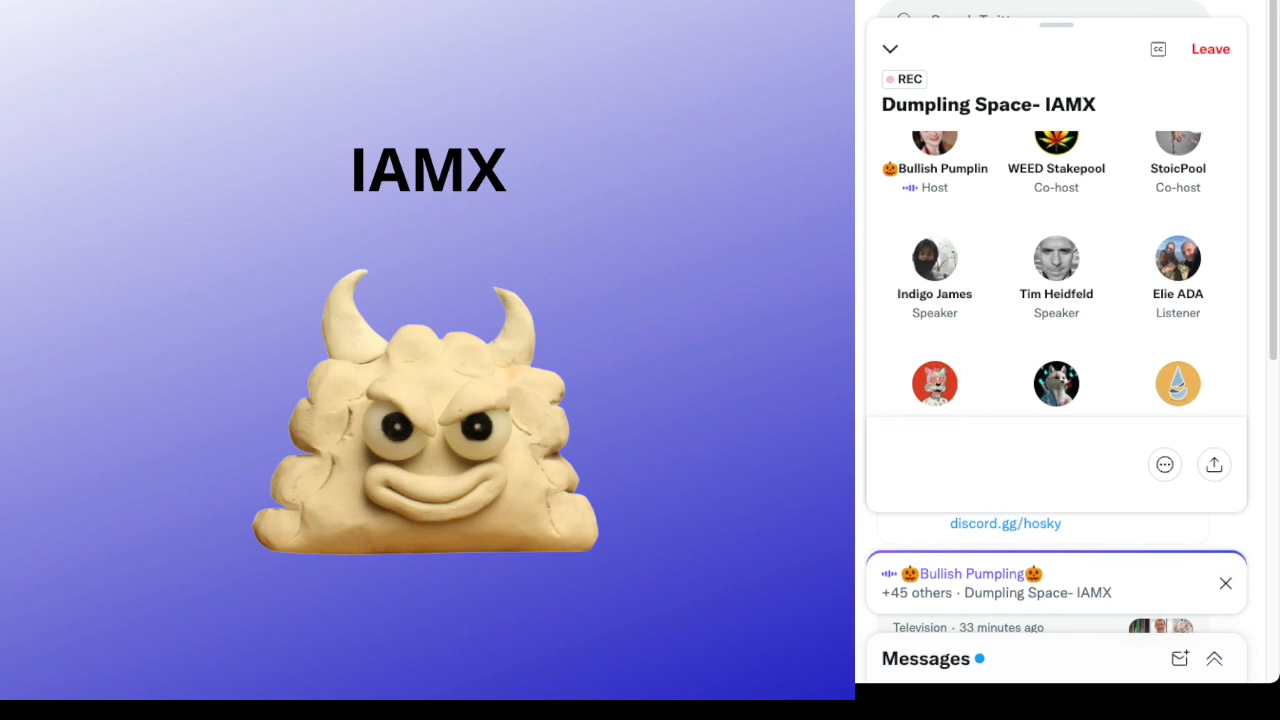 IAMX
Leave
REC
Dumpling Space- IAMX
🎃Bullish Pumplin
Host
WEED Stakepool
Co-host
StoicPool
Co-host
Indigo James
Speaker
Tim Heidfeld
Speaker
Elie ADA
Listener
discord.gg/hosky
🎃Bullish Pumpling🎃
+45 others · Dumpling Space- IAMX
Television · 33 minutes ago
Messages